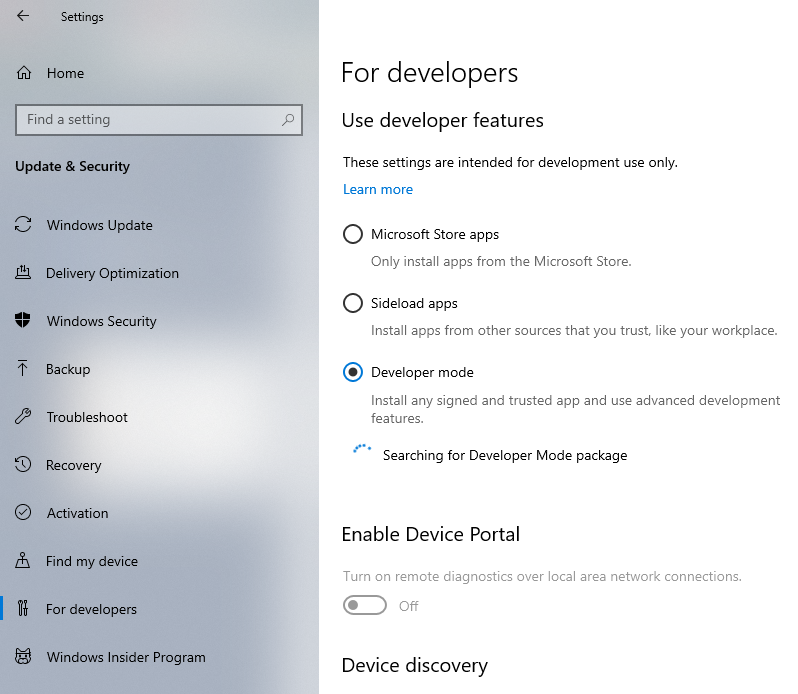 Settings
Home
Find a setting
Update & Security
Windows Update
Delivery Optimization
Windows Security
Backup
Troubleshoot
Recovery
Activation
Find my device
For developers
Windows Insider Program
For developers
Use developer features
These settings are intended for development use only.
Learn more
Microsoft Store apps
Only install apps from the Microsoft Store.
Sideload apps
Install apps from other sources that you trust, like your workplace.
Developer mode
Install any signed and trusted app and use advanced development
features.
Searching for Developer Mode package
Enable Device Portal
Turn on remote diagnostics over local area network connections.
Off
Device discovery